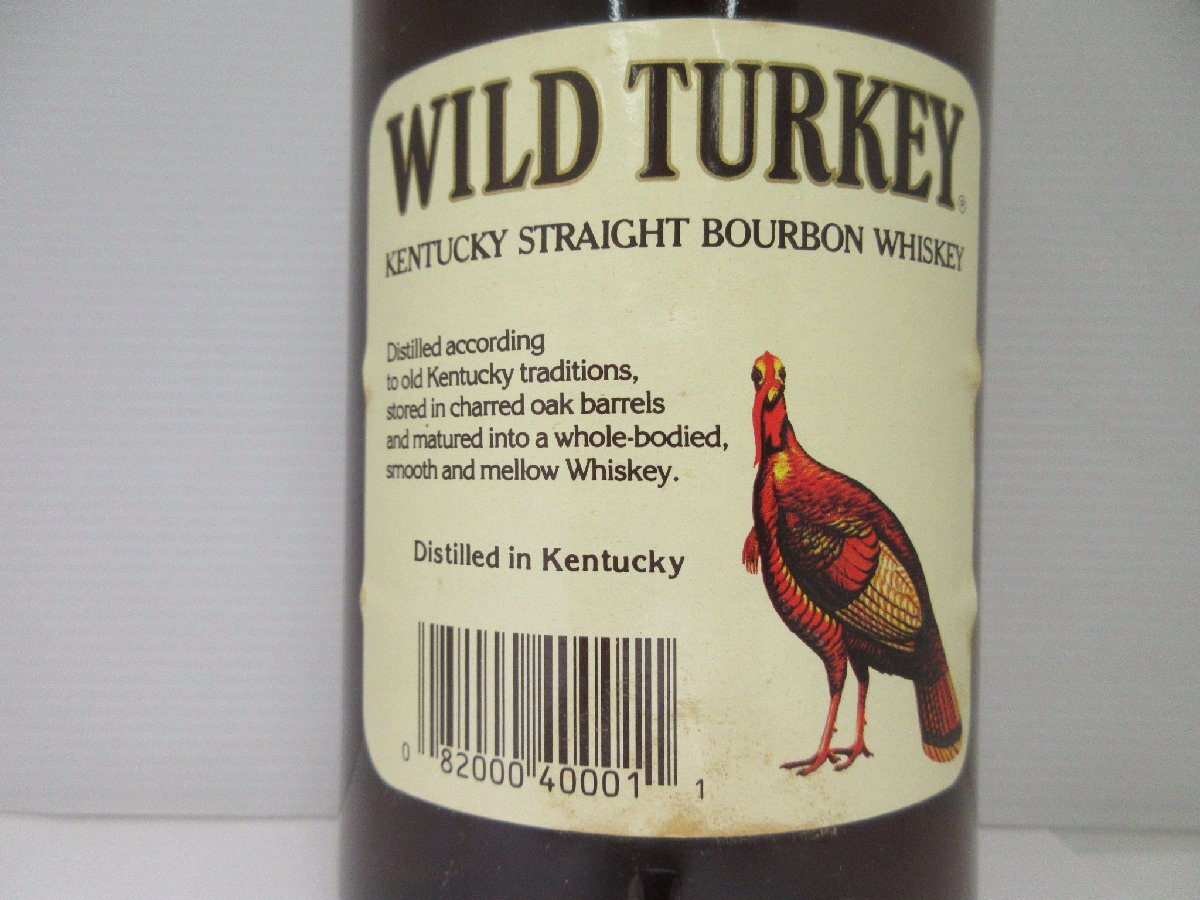 WILD TURKEY®
KENTUCKY STRAIGHT BOURBON WHISKEY
Distilled according
to old Kentucky traditions,
stored in charred oak barrels
and matured into a whole-bodied,
smooth and mellow Whiskey.
Distilled in Kentucky
0 82000 40001 1